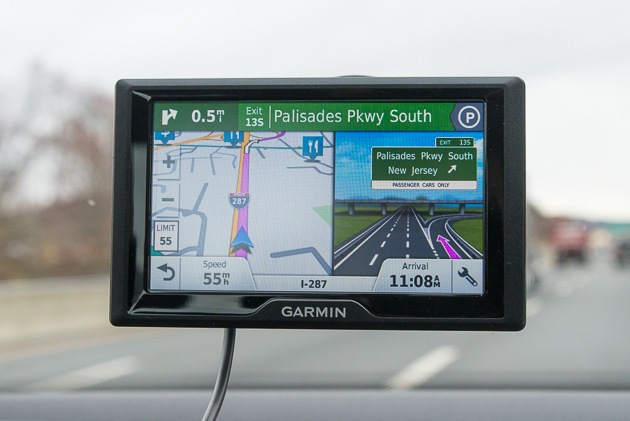 0.5 mi
Exit 13S
Palisades Pkwy South
P
EXIT 13S
Palisades Pkwy South
New Jersey
PASSENGER CARS ONLY
+
287
−
LIMIT
55
Speed
55 mh
I-287
Arrival
11:08 AM
GARMIN